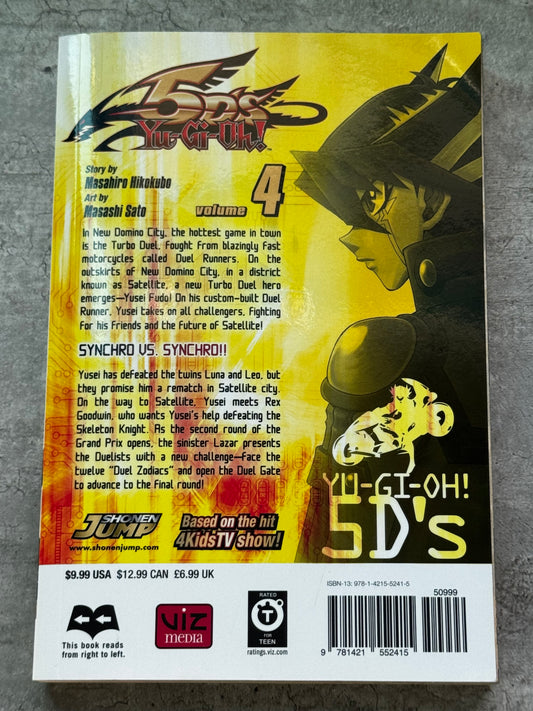 5D's
Yu-Gi-Oh!
Story by
Masahiro Hikokubo
Art by
Masashi Sato
volume 4
In New Domino City, the hottest game in town
is the Turbo Duel, fought from blazingly fast
motorcycles called Duel Runners. On the
outskirts of New Domino City, in a district
known as Satellite, a new Turbo Duel hero
emerges—Yusei Fudo! On his custom-built Duel
Runner, Yusei takes on all challengers, fighting
for his friends and the future of Satellite!
SYNCHRO VS. SYNCHRO!!
Yusei has defeated the twins Luna and Leo, but
they promise him a rematch in Satellite city.
On the way to Satellite, Yusei meets Rex
Goodwin, who wants Yusei's help defeating the
Skeleton Knight. As the second round of the
Grand Prix opens, the sinister Lazar presents
the Duelists with a new challenge—face the
twelve "Duel Zodiacs" and open the Duel Gate
to advance to the final round!
YU-GI-OH!
5D's
SHONEN
JUMP
www.shonenjump.com
Based on the hit
4KidsTV show!
$9.99 USA $12.99 CAN £6.99 UK
ISBN-13: 978-1-4215-5241-5
50999
This book reads
from right to left.
VIZ
MEDIA
RATED
T
FOR
TEEN
ratings.viz.com
9 781421 552415